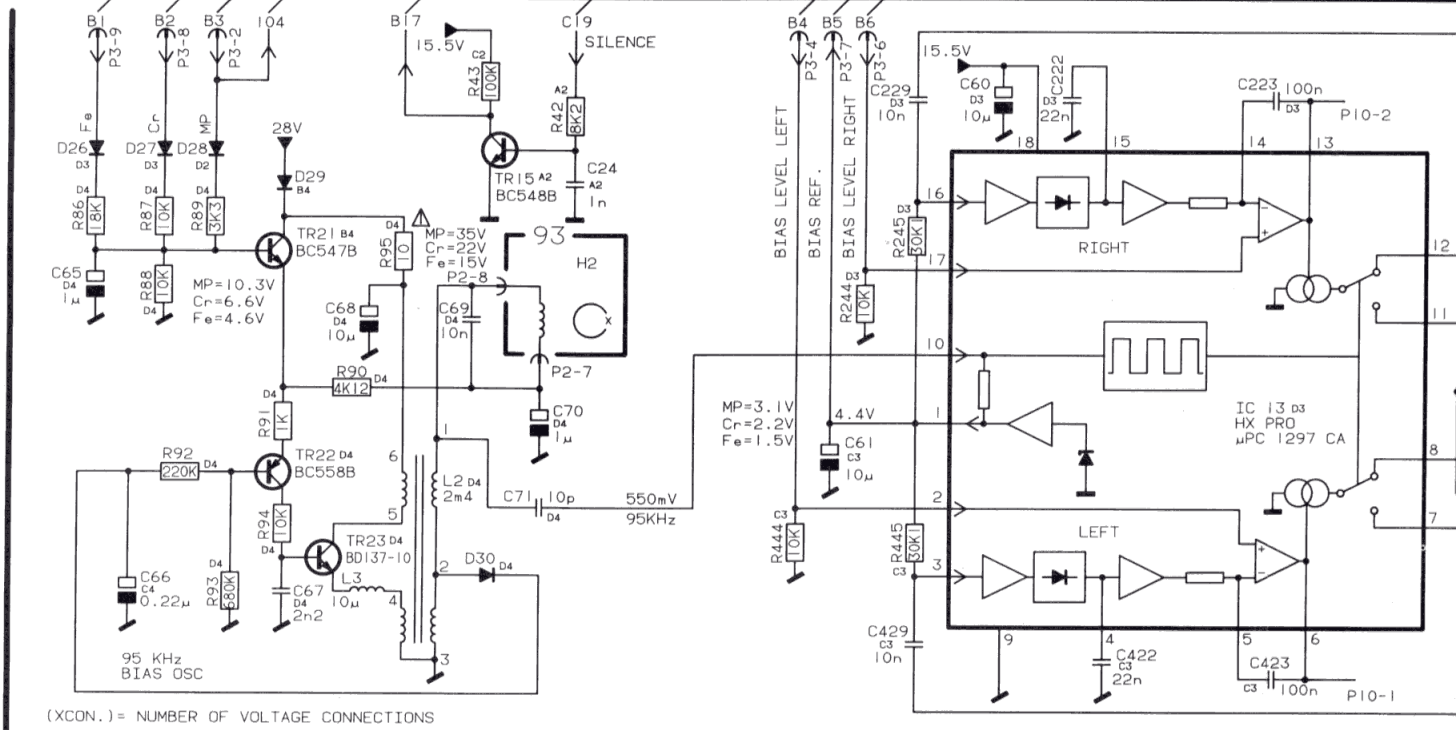 B1
P3-9
B2
P3-8
B3
P3-2
104
B17
15.5V
C19
SILENCE
B4
P3-4
B5
P3-7
B6
P3-6
Fe
Cr
MP
D26
D3
D27
D3
D28
D2
28V
D29
B4
R43
C2
100K
R42
A2
8K2
TR15 A2
BC548B
C24
A2
1n
R86
D4
18K
R87
D4
10K
R89
D4
3K3
TR21 B4
BC547B
R95
D4
10
MP=35V
Cr=22V
Fe=15V
P2-8
93
H2
x
C65
D4
1µ
R88
D4
10K
MP=10.3V
Cr=6.6V
Fe=4.6V
C68
D4
10µ
C69
D4
10n
P2-7
R90
D4
4K12
C70
D4
1µ
R91
D4
1K
TR22 D4
BC558B
R92
D4
220K
R94
D4
10K
6
5
4
1
2
3
L2 D4
2m4
C71
10p
D4
550mV
95KHz
TR23 D4
BD137-10
L3
10µ
D30
D4
C66
C4
0.22µ
R93
D4
680K
C67
D4
2n2
95 KHz
BIAS OSC
(XCON.)= NUMBER OF VOLTAGE CONNECTIONS
BIAS LEVEL LEFT
BIAS REF.
BIAS LEVEL RIGHT
C229
D3
10n
15.5V
C60
D3
10µ
C222
D3
22n
C223
100n
D3
P10-2
18
15
14
13
16
R245
D3
30K1
RIGHT
17
R244
D3
10K
12
11
10
MP=3.1V
Cr=2.2V
Fe=1.5V
4.4V
1
C61
C3
10µ
IC 13 D3
HX PRO
µPC 1297 CA
8
7
2
R444
C3
10K
R445
C3
30K1
LEFT
3
C429
C3
10n
9
4
C422
C3
22n
5
6
C423
C3
100n
P10-1
-
+
+
-